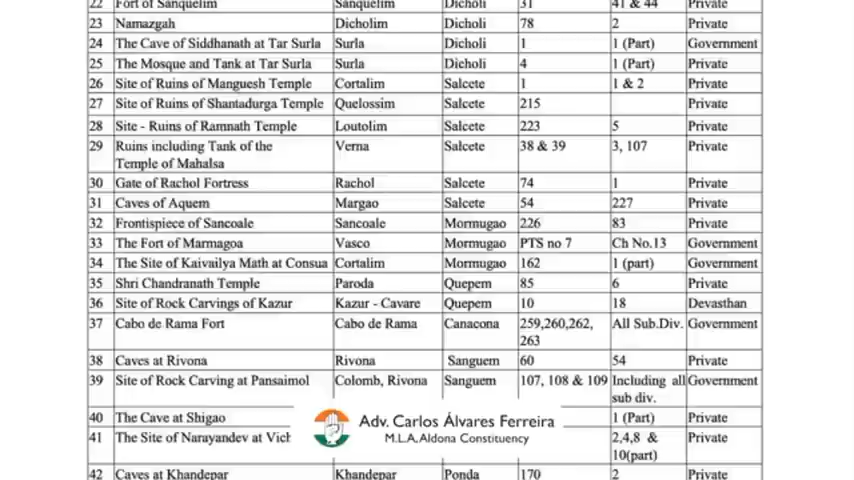 22 Fort of Sanquelim Sanquelim Dicholi 31 41 & 44 Private
23 Namazgah Dicholim Dicholi 78 2 Private
24 The Cave of Siddhanath at Tar Surla Surla Dicholi 1 1 (Part) Government
25 The Mosque and Tank at Tar Surla Surla Dicholi 4 1 (Part) Private
26 Site of Ruins of Manguesh Temple Cortalim Salcete 1 1 & 2 Private
27 Site of Ruins of Shantadurga Temple Quelossim Salcete 215 Private
28 Site - Ruins of Ramnath Temple Loutolim Salcete 223 5 Private
29 Ruins including Tank of the Verna Salcete 38 & 39 3, 107 Private
Temple of Mahalsa
30 Gate of Rachol Fortress Rachol Salcete 74 1 Private
31 Caves of Aquem Margao Salcete 54 227 Private
32 Frontispiece of Sancoale Sancoale Mormugao 226 83 Private
33 The Fort of Marmagoa Vasco Mormugao PTS no 7 Ch No.13 Government
34 The Site of Kaivailya Math at Consua Cortalim Mormugao 162 1 (part) Government
35 Shri Chandranath Temple Paroda Quepem 85 6 Private
36 Site of Rock Carvings of Kazur Kazur - Cavare Quepem 10 18 Devasthan
37 Cabo de Rama Fort Cabo de Rama Canacona 259,260,262, All Sub.Div. Government
263
38 Caves at Rivona Rivona Sanguem 60 54 Private
39 Site of Rock Carving at Pansaimol Colomb, Rivona Sanguem 107, 108 & 109 Including all Government
sub div.
40 The Cave at Shigao 1 (Part) Private
41 The Site of Narayandev at Vich 2,4,8 & Private
10(part)
Adv. Carlos Álvares Ferreira
M.L.A. Aldona Constituency
42 Caves at Khandepar Khandepar Ponda 170 2 Private